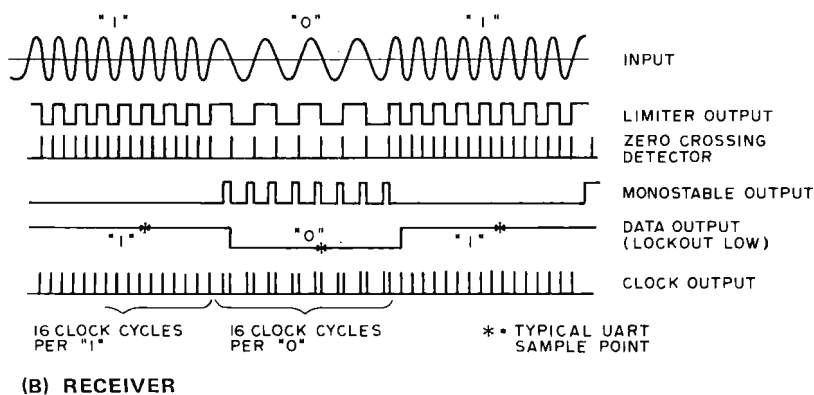 "1" "0" "1"
INPUT
LIMITER OUTPUT
ZERO CROSSING
DETECTOR
MONOSTABLE OUTPUT
"1" * "0" * "1" *
DATA OUTPUT
(LOCKOUT LOW)
CLOCK OUTPUT
16 CLOCK CYCLES
PER "1"
16 CLOCK CYCLES
PER "0"
* = TYPICAL UART
SAMPLE POINT
(B) RECEIVER